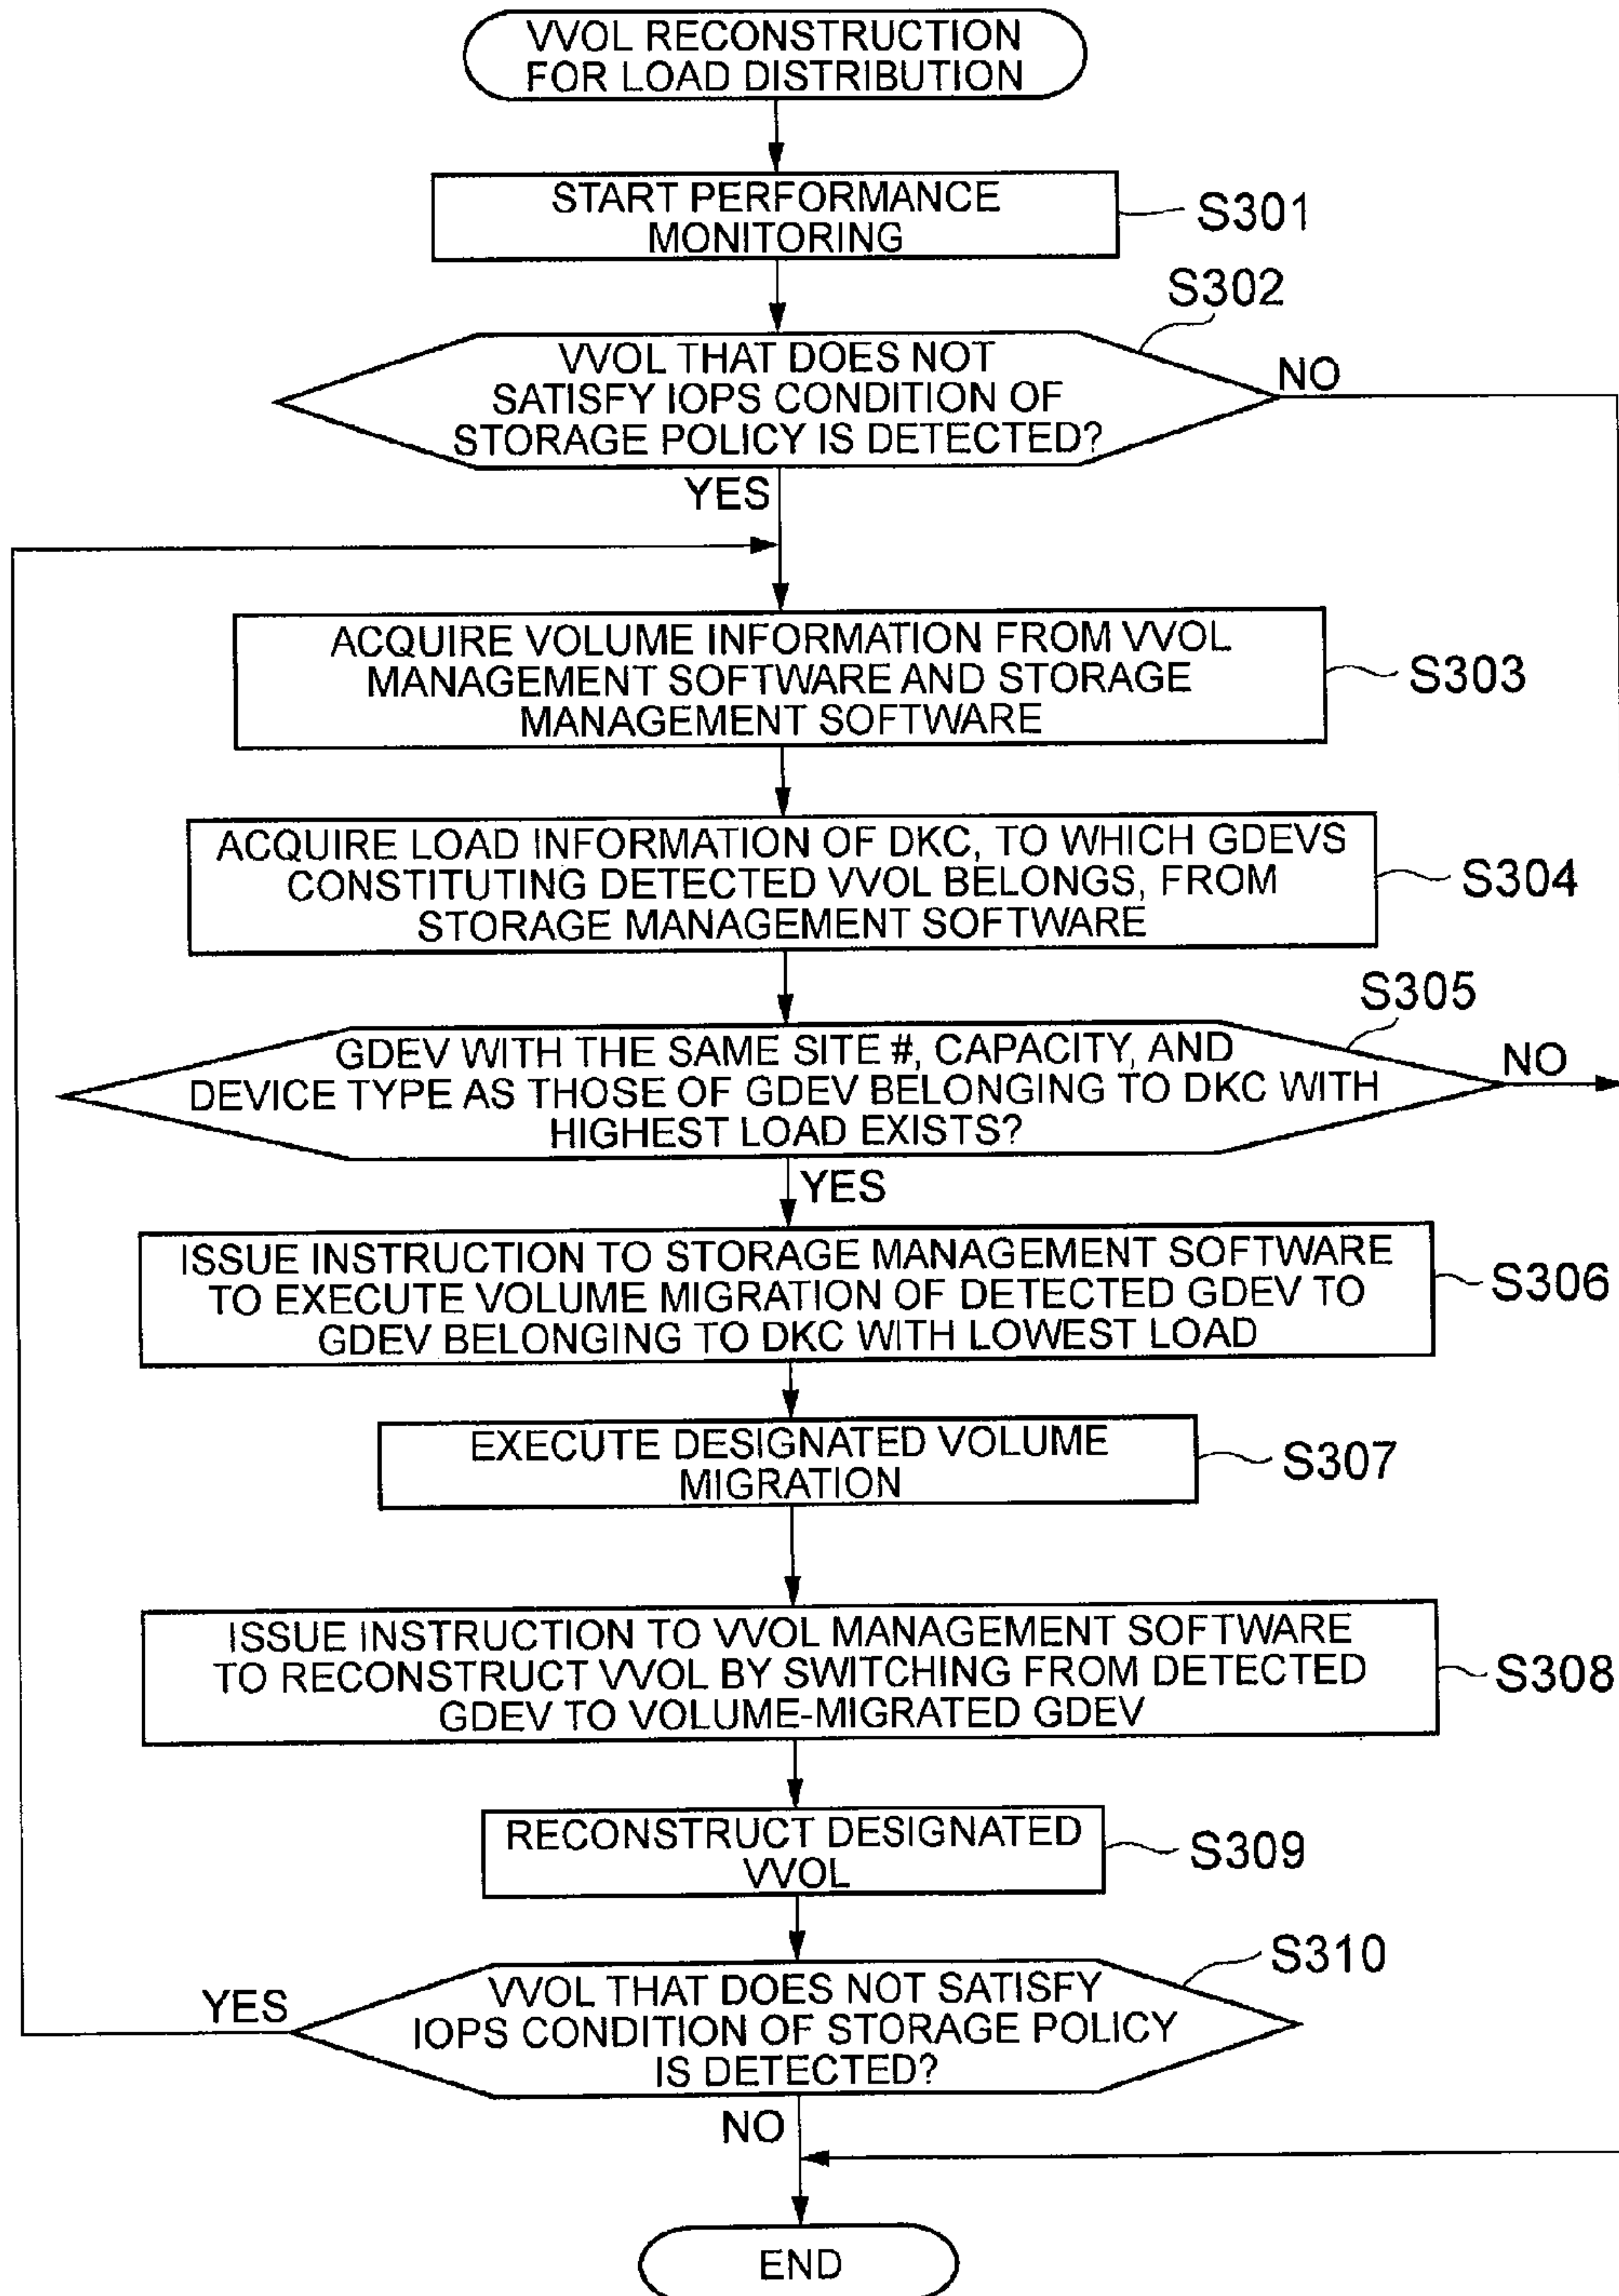 VVOL RECONSTRUCTION
FOR LOAD DISTRIBUTION
START PERFORMANCE
MONITORING
S301
S302
VVOL THAT DOES NOT
SATISFY IOPS CONDITION OF
STORAGE POLICY IS DETECTED?
NO
YES
ACQUIRE VOLUME INFORMATION FROM VVOL
MANAGEMENT SOFTWARE AND STORAGE
MANAGEMENT SOFTWARE
S303
ACQUIRE LOAD INFORMATION OF DKC, TO WHICH GDEVS
CONSTITUTING DETECTED VVOL BELONGS, FROM
STORAGE MANAGEMENT SOFTWARE
S304
S305
GDEV WITH THE SAME SITE #, CAPACITY, AND
DEVICE TYPE AS THOSE OF GDEV BELONGING TO DKC WITH
HIGHEST LOAD EXISTS?
NO
YES
ISSUE INSTRUCTION TO STORAGE MANAGEMENT SOFTWARE
TO EXECUTE VOLUME MIGRATION OF DETECTED GDEV TO
GDEV BELONGING TO DKC WITH LOWEST LOAD
S306
EXECUTE DESIGNATED VOLUME
MIGRATION
S307
ISSUE INSTRUCTION TO VVOL MANAGEMENT SOFTWARE
TO RECONSTRUCT VVOL BY SWITCHING FROM DETECTED
GDEV TO VOLUME-MIGRATED GDEV
S308
RECONSTRUCT DESIGNATED
VVOL
S309
S310
VVOL THAT DOES NOT SATISFY
IOPS CONDITION OF STORAGE POLICY
IS DETECTED?
YES
NO
END